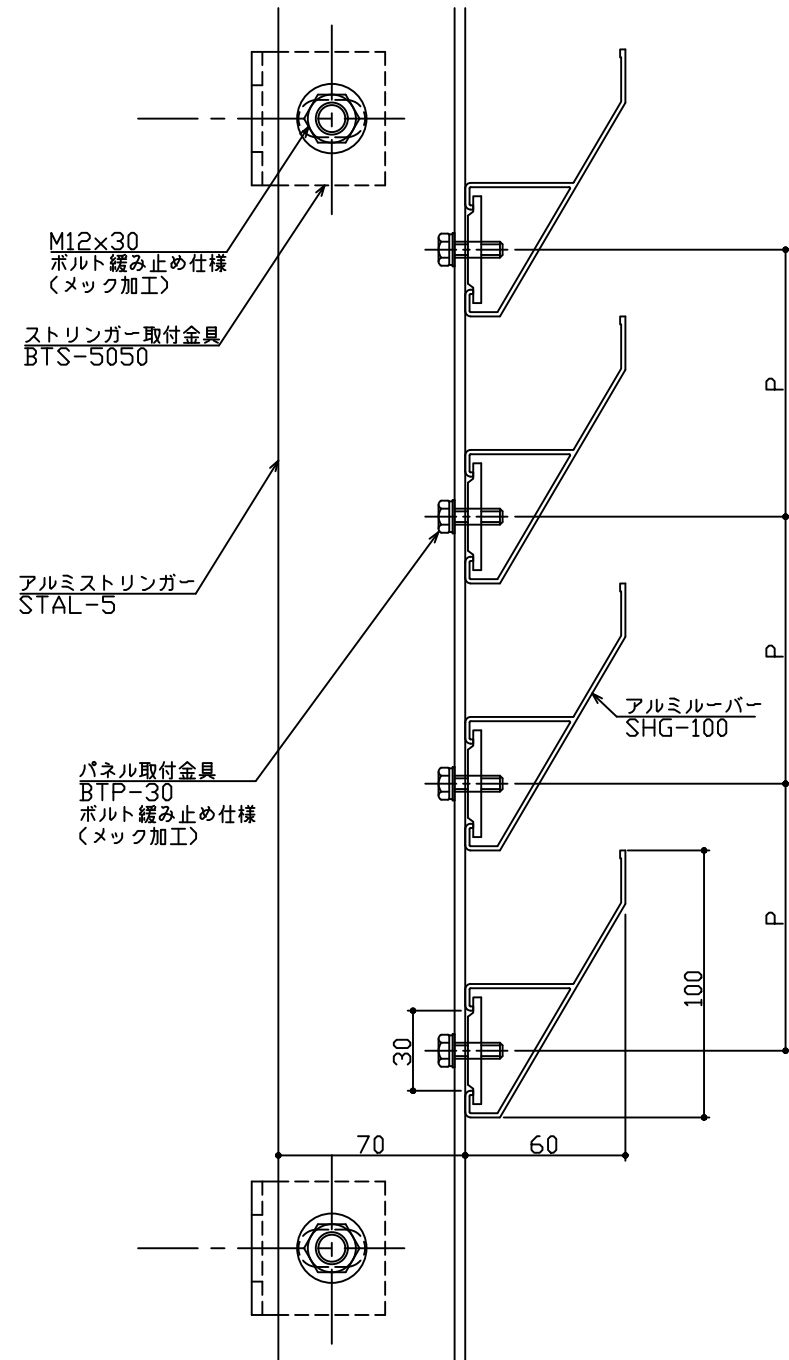 M12×30
ボルト緩み止め仕様
(メック加工)
ストリンガー取付金具
BTS-5050
P
アルミストリンガー
STAL-5
P
アルミルーバー
SHG-100
パネル取付金具
BTP-30
ボルト緩み止め仕様
(メック加工)
P
100
30
70
60